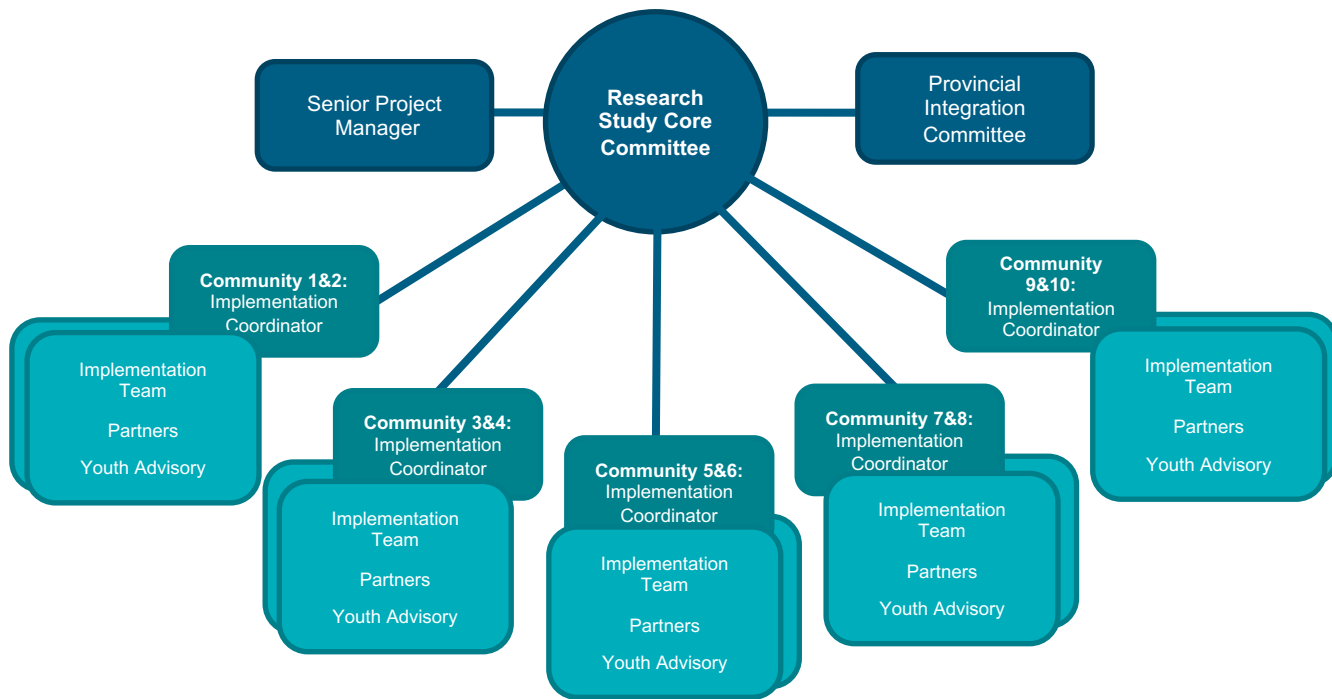 Senior Project
Manager
Research
Study Core
Committee
Provincial
Integration
Committee
Community 1&2:
Implementation
Coordinator
Implementation
Team
Partners
Youth Advisory
Community 3&4:
Implementation
Coordinator
Implementation
Team
Partners
Youth Advisory
Community 5&6:
Implementation
Coordinator
Implementation
Team
Partners
Youth Advisory
Community 7&8:
Implementation
Coordinator
Implementation
Team
Partners
Youth Advisory
Community
9&10:
Implementation
Coordinator
Implementation
Team
Partners
Youth Advisory